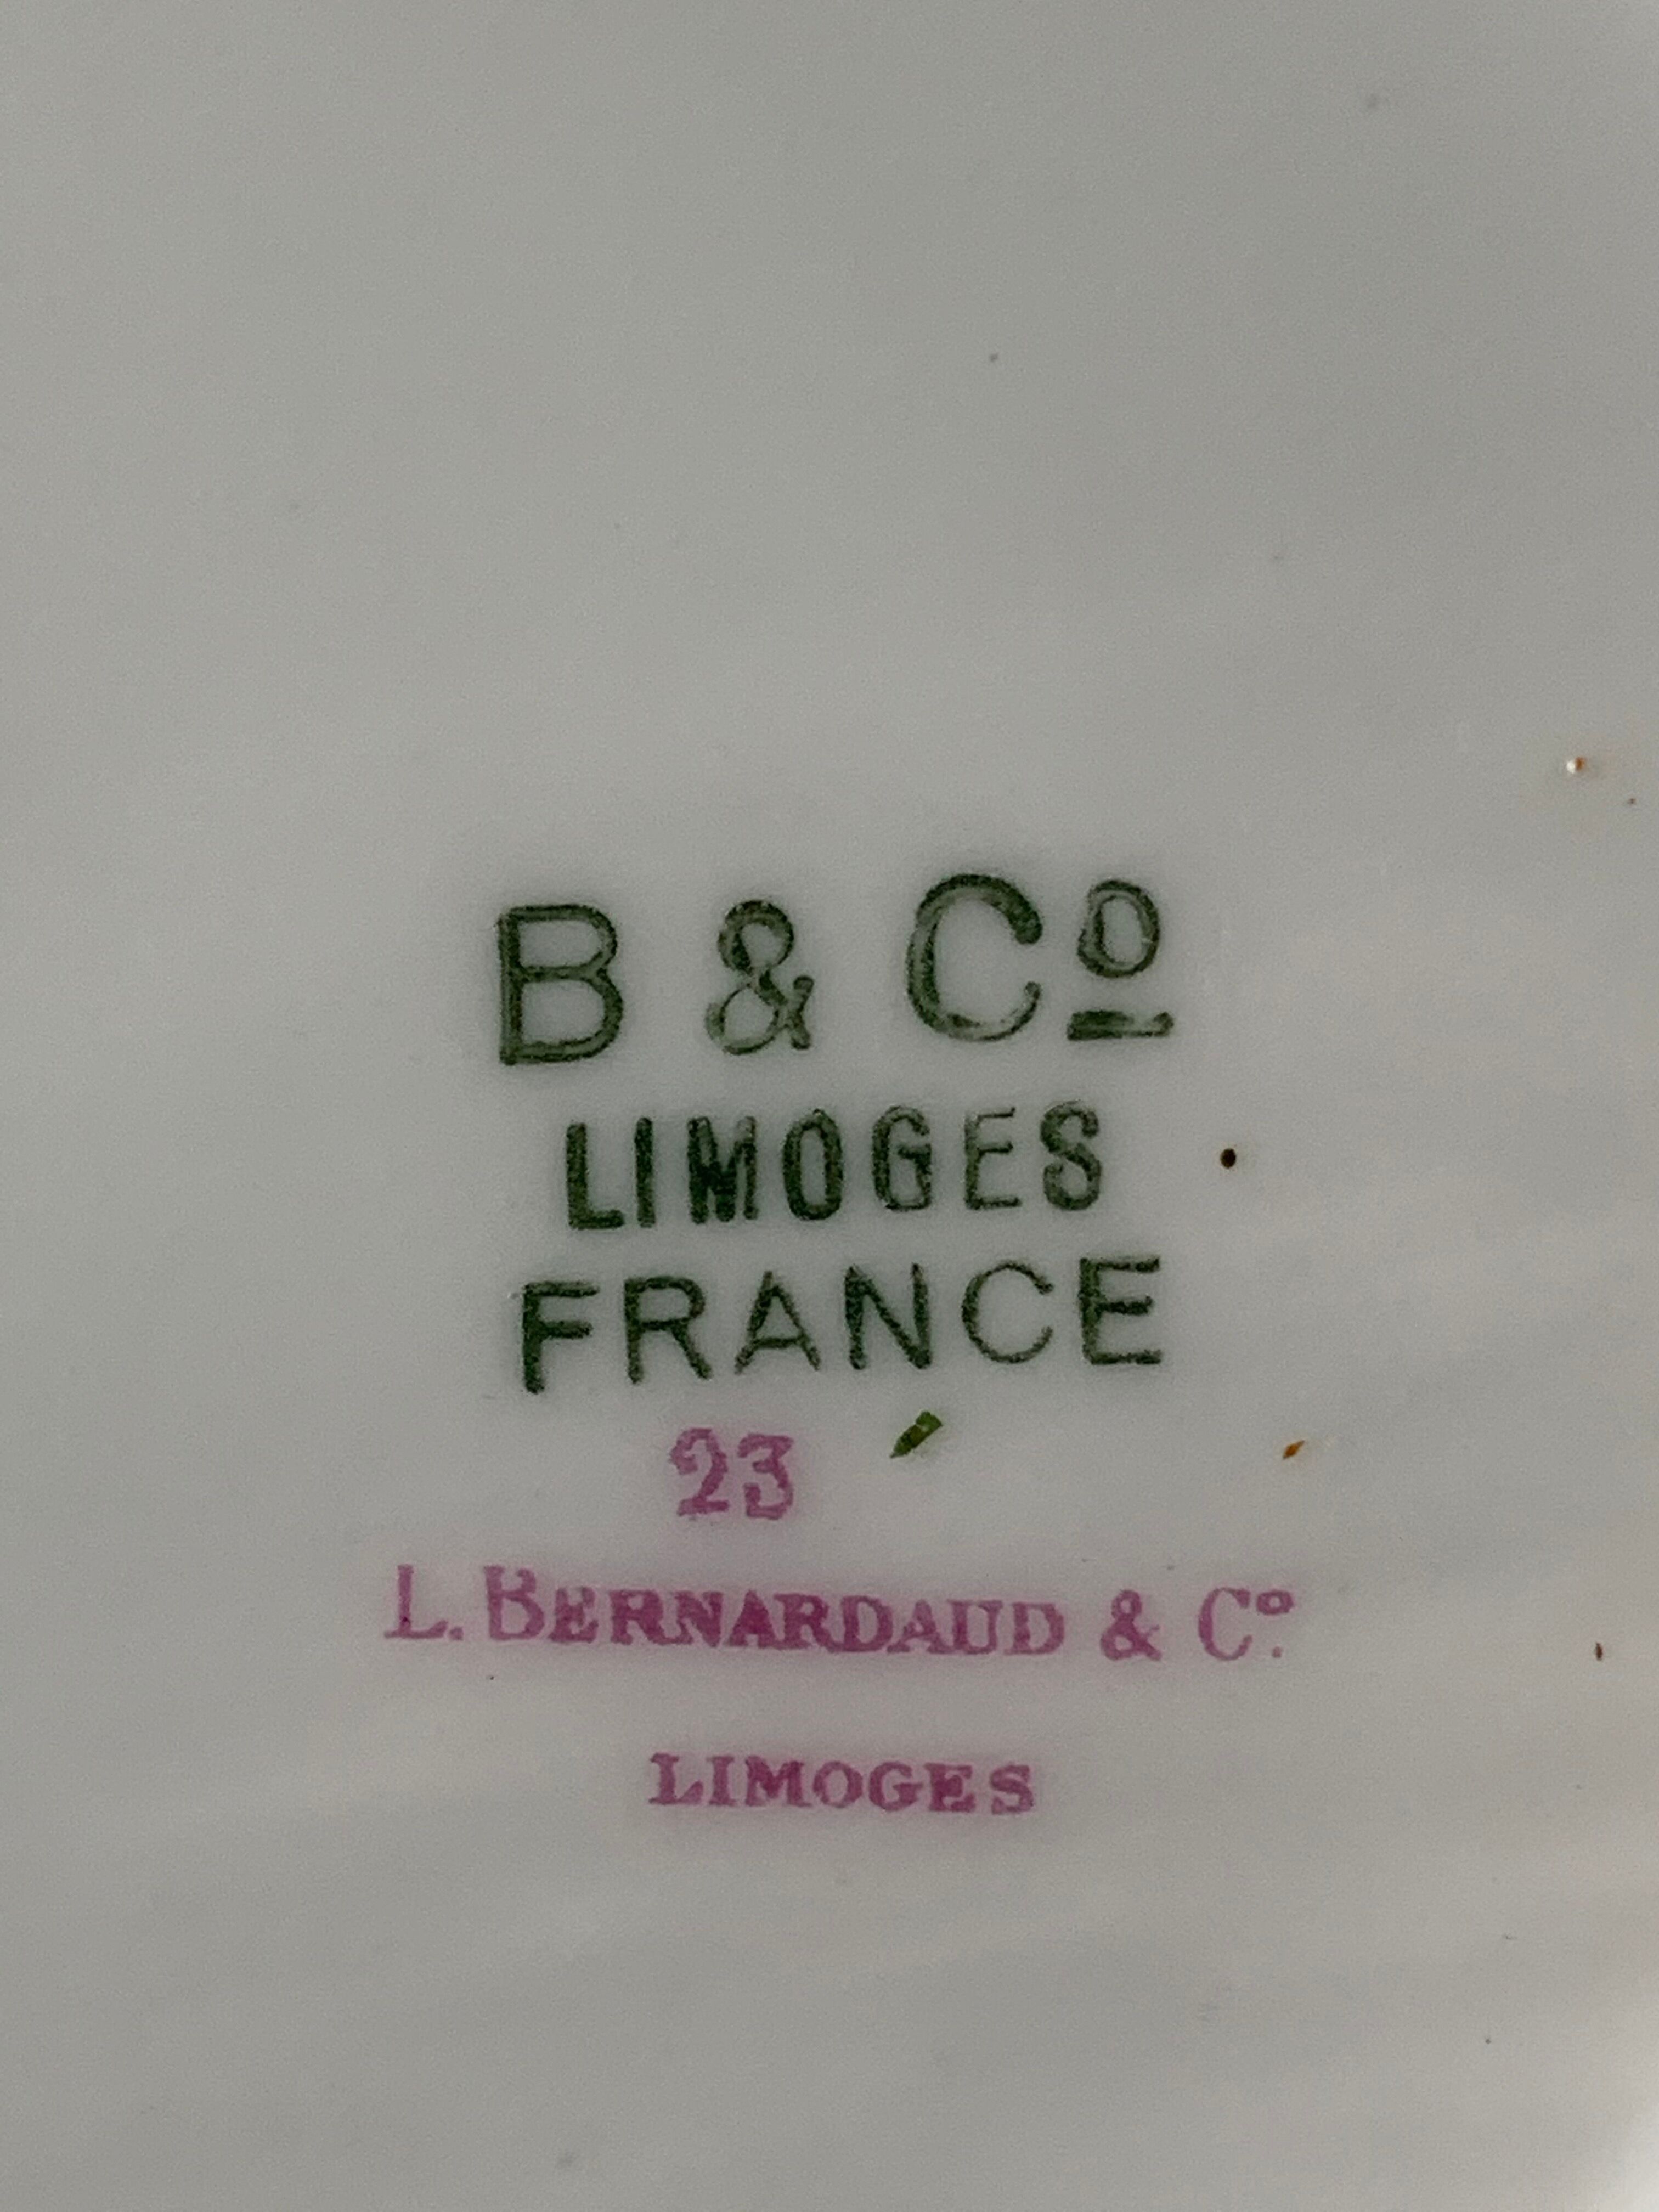 B & Cº
LIMOGES
FRANCE
23
L. BERNARDAUD & Cº.
LIMOGES